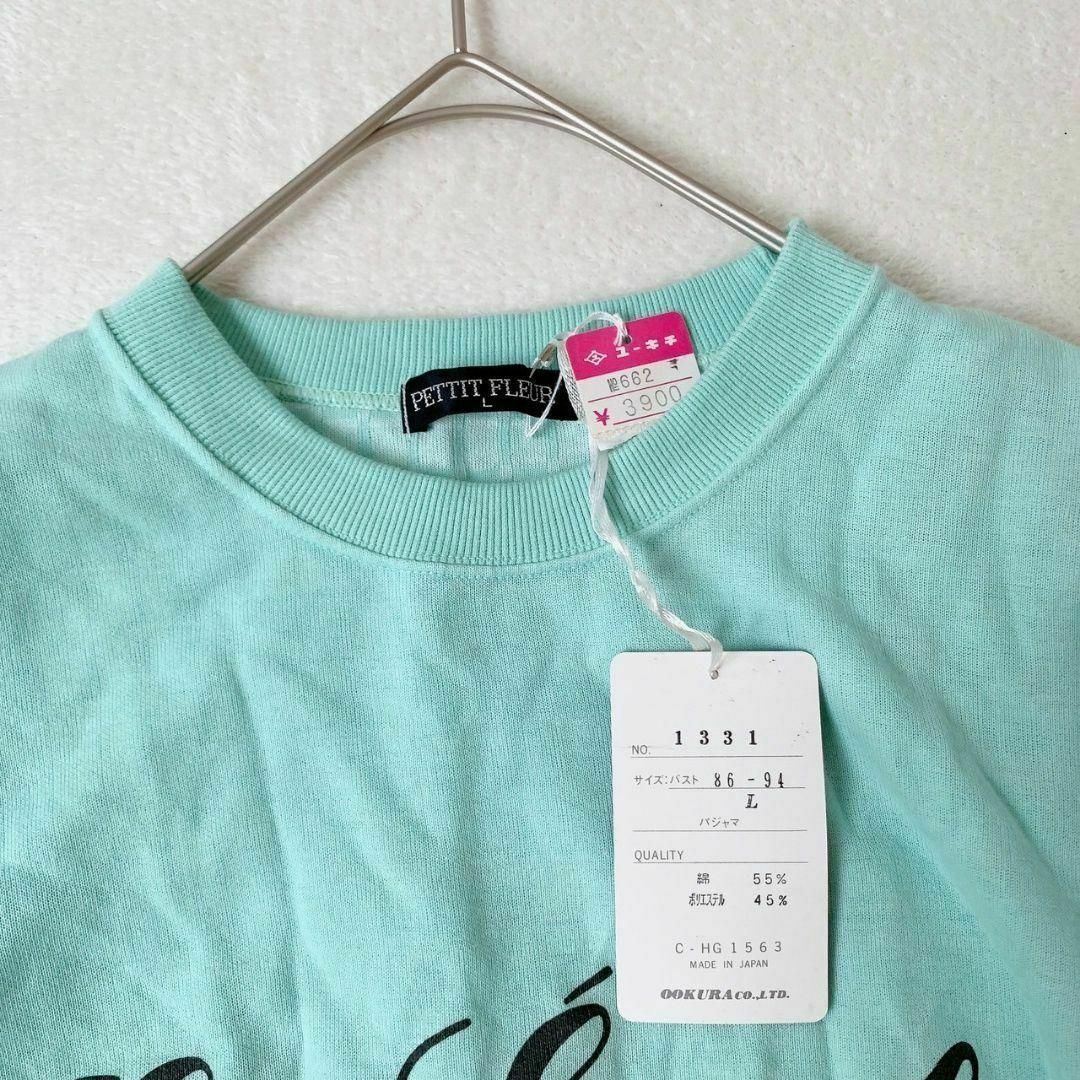 PETTIT FLEUR
L
ユーキチ
662
¥ 3900
NO. 1331
サイズ:バスト 86-94
L
パジャマ
QUALITY
綿 55%
ポリエステル 45%
C-HG1563
MADE IN JAPAN
OOKURA CO.,LTD.